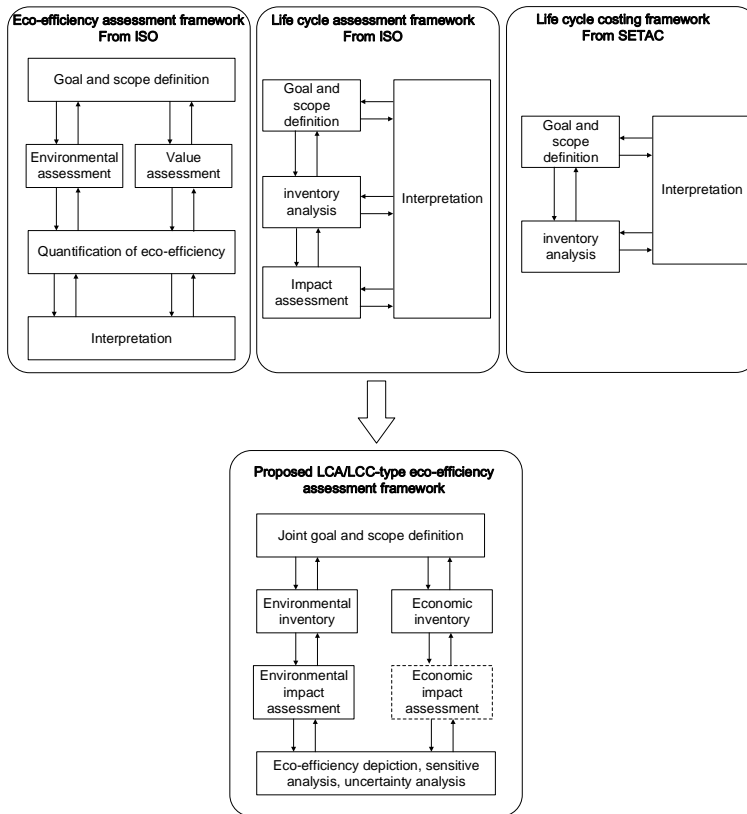 Eco-efficiency assessment framework
From ISO
Goal and scope definition
Environmental
assessment
Value
assessment
Quantification of eco-efficiency
Interpretation
Life cycle assessment framework
From ISO
Goal and
scope
definition
inventory
analysis
Impact
assessment
Interpretation
Life cycle costing framework
From SETAC
Goal and
scope
definition
inventory
analysis
Interpretation
Proposed LCA/LCC-type eco-efficiency
assessment framework
Joint goal and scope definition
Environmental
inventory
Economic
inventory
Environmental
impact
assessment
Economic
impact
assessment
Eco-efficiency depiction, sensitive
analysis, uncertainty analysis